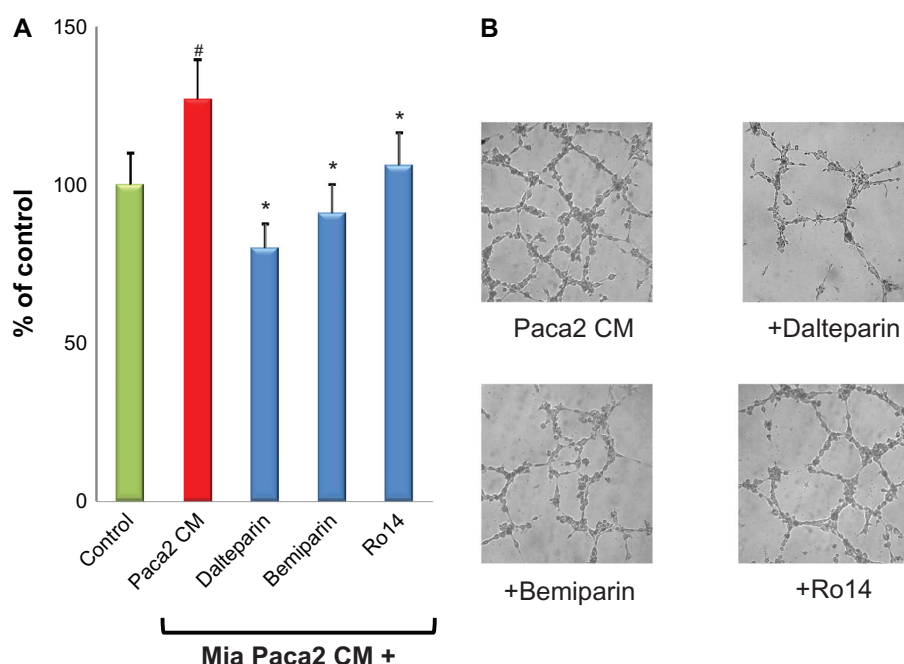 A
B
150
100
50
0
% of control
#
*
*
*
Control
Paca2 CM
Dalteparin
Bemiparin
Ro14
Mia Paca2 CM +
Paca2 CM
+Dalteparin
+Bemiparin
+Ro14